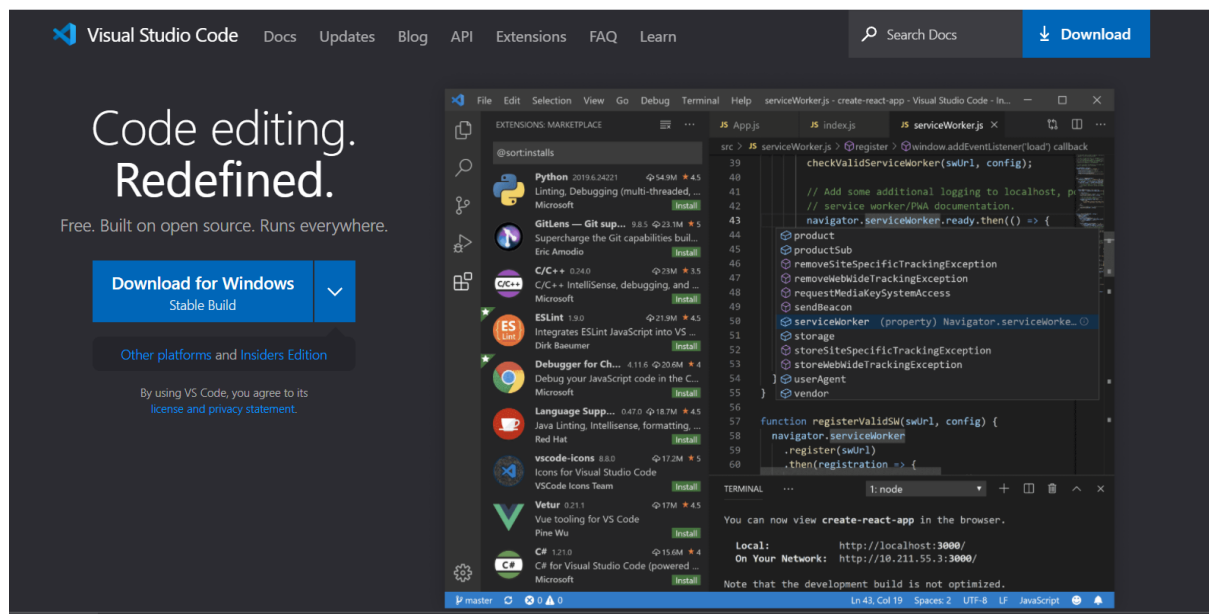 Visual Studio Code Docs Updates Blog API Extensions FAQ Learn Search Docs Download
Code editing.
Redefined.
Free. Built on open source. Runs everywhere.
Download for Windows
Stable Build
Other platforms and Insiders Edition
By using VS Code, you agree to its
license and privacy statement.
File Edit Selection View Go Debug Terminal Help serviceWorker.js - create-react-app - Visual Studio Code - In...
EXTENSIONS: MARKETPLACE
@sort:installs
Python 2019.6.24221 54.9M ★ 4.5
Linting, Debugging (multi-threaded, ...
Microsoft Install
GitLens — Git sup... 9.8.5 23.1M ★ 5
Supercharge the Git capabilities buil...
Eric Amodio Install
C/C++ C/C++ 0.24.0 23M ★ 3.5
C/C++ IntelliSense, debugging, and ...
Microsoft Install
ES Lint ESLint 1.9.0 21.9M ★ 4.5
Integrates ESLint JavaScript into VS ...
Dirk Baeumer Install
Debugger for Ch... 4.11.6 20.6M ★ 4
Debug your JavaScript code in the C...
Microsoft Install
Language Supp... 0.47.0 18.7M ★ 4.5
Java Linting, Intellisense, formatting, ...
Red Hat Install
vscode-icons 8.8.0 17.2M ★ 5
Icons for Visual Studio Code
VSCode Icons Team Install
Vetur 0.21.1 17M ★ 4.5
Vue tooling for VS Code
Pine Wu Install
C# C# 1.21.0 15.6M ★ 4
C# for Visual Studio Code (powered ...
Microsoft Install
JS App.js JS index.js JS serviceWorker.js ×
src > JS serviceWorker.js > register > window.addEventListener('load') callback
39 checkValidServiceWorker(swUrl, config);
40
41 // Add some additional logging to localhost, p
42 // service worker/PWA documentation.
43 navigator.serviceWorker.ready.then(() => {
44 product
45 productSub
46 removeSiteSpecificTrackingException
47 removeWebWideTrackingException
48 requestMediaKeySystemAccess
49 sendBeacon
50 serviceWorker (property) Navigator.serviceWorke...
51 storage
52 storeSiteSpecificTrackingException
53 storeWebWideTrackingException
54 ] userAgent
55 } vendor
56
57 function registerValidSW(swUrl, config) {
58 navigator.serviceWorker
59 .register(swUrl)
60 .then(registration => {
TERMINAL ... 1: node
You can now view create-react-app in the browser.
Local: http://localhost:3000/
On Your Network: http://10.211.55.3:3000/
Note that the development build is not optimized.
master 0 0 Ln 43, Col 19 Spaces: 2 UTF-8 LF JavaScript